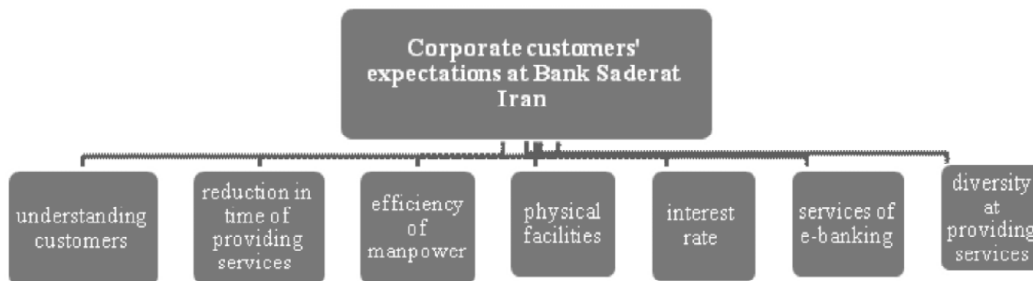 Corporate customers'
expectations at Bank Saderat
Iran
understanding
customers
reduction in
time of
providing
services
efficiency
of
manpower
physical
facilities
interest
rate
services of
e-banking
diversity
at
providing
services